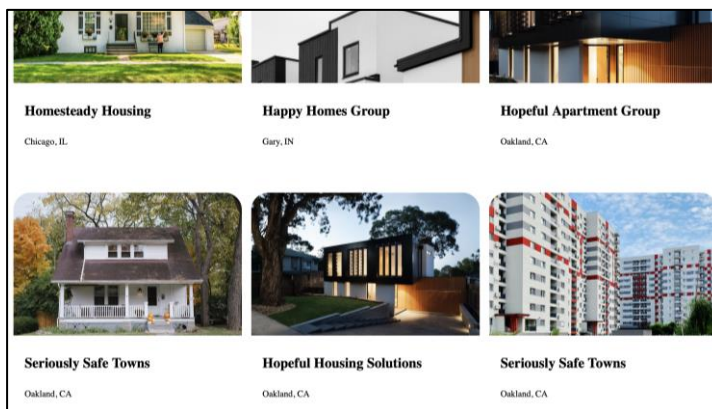 Homesteady Housing
Chicago, IL
Happy Homes Group
Gary, IN
Hopeful Apartment Group
Oakland, CA
Seriously Safe Towns
Oakland, CA
Hopeful Housing Solutions
Oakland, CA
Seriously Safe Towns
Oakland, CA